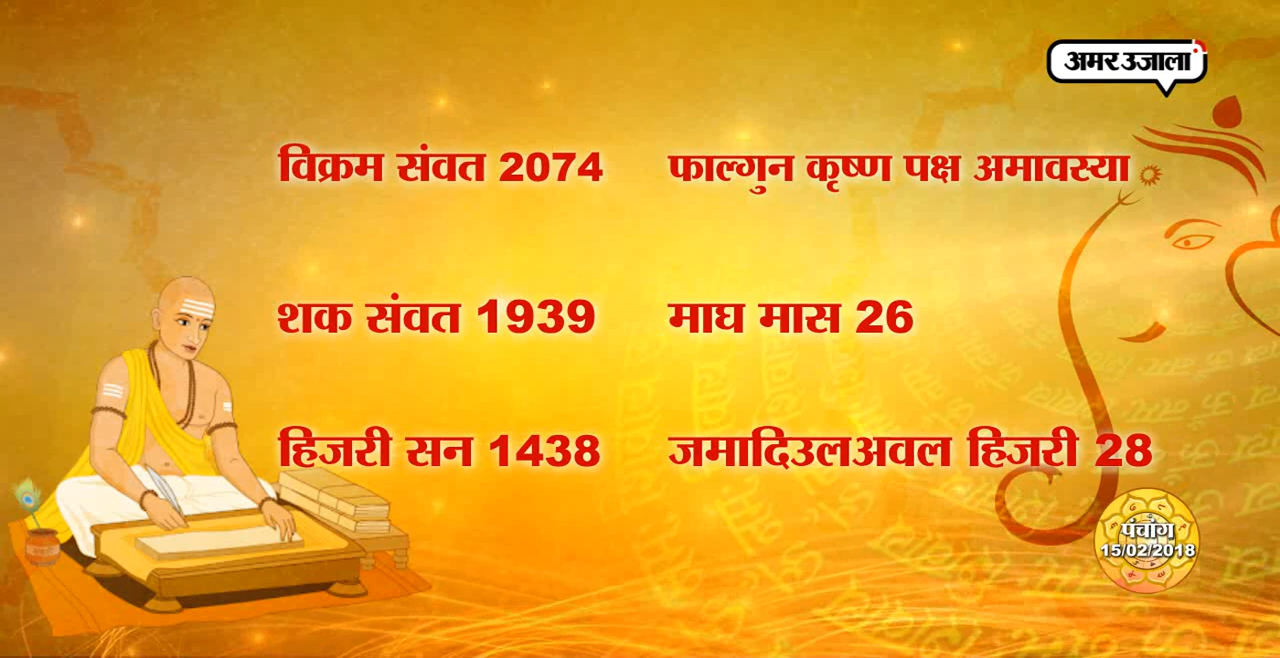 अमर उजाला
विक्रम संवत 2074 फाल्गुन कृष्ण पक्ष अमावस्या
शक संवत 1939 माघ मास 26
हिजरी सन 1438 जमादिउलअवल हिजरी 28
पंचांग
15/02/2018